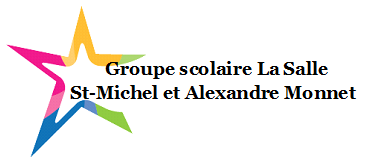 Groupe scolaire La Salle
St-Michel et Alexandre Monnet